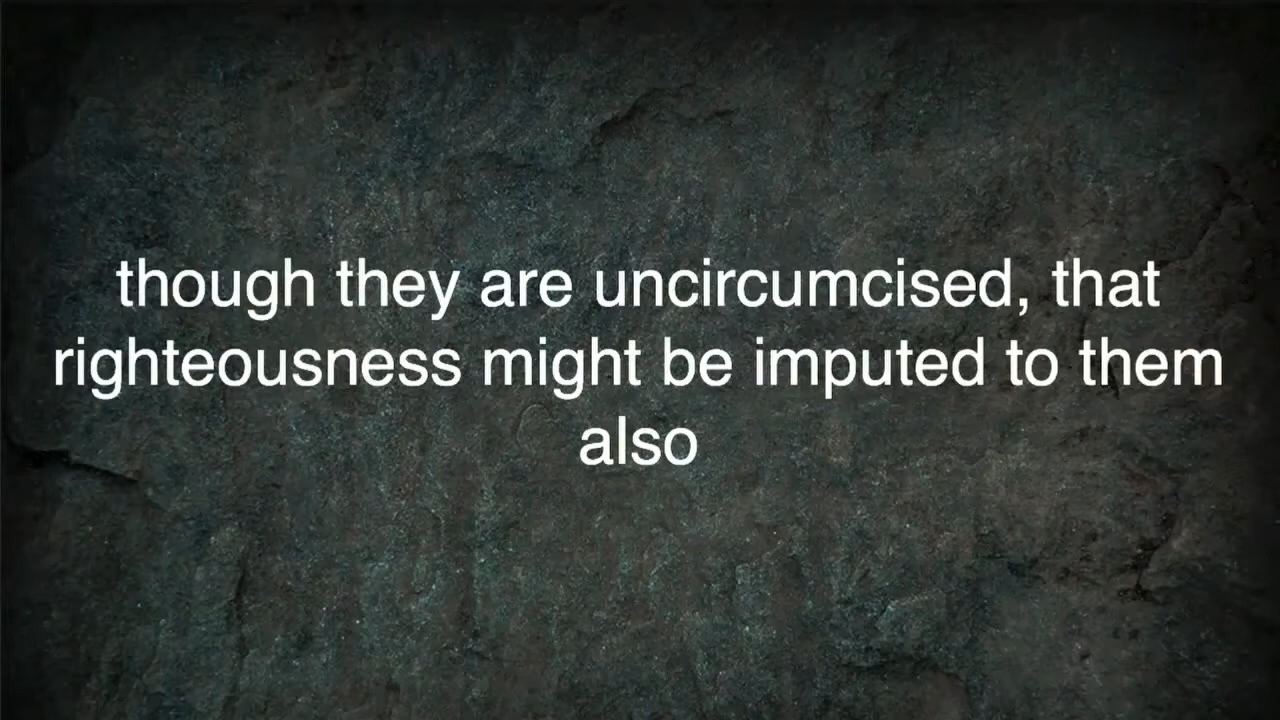 though they are uncircumcised, that
righteousness might be imputed to them
also